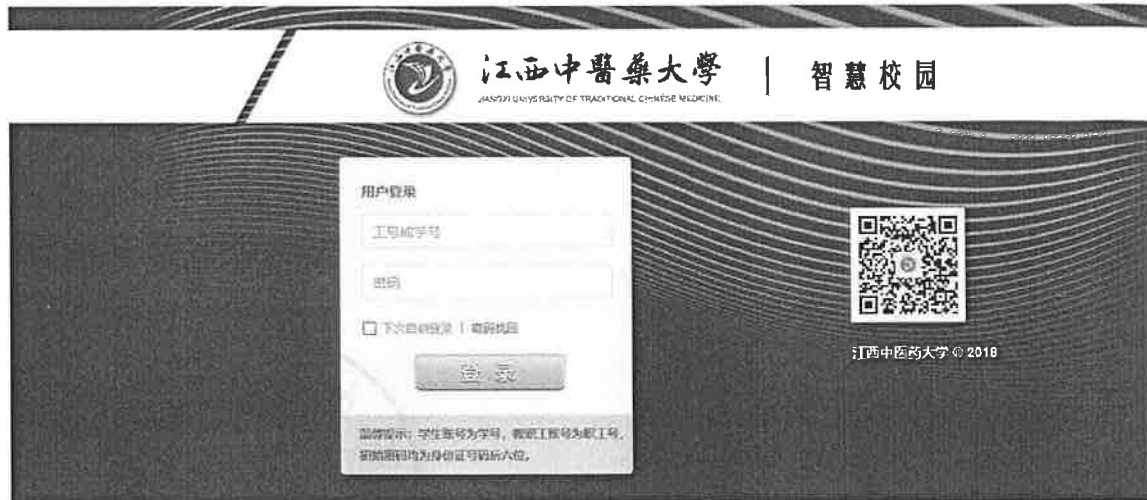 江西中醫藥大學 | 智慧校园
JIANGXI UNIVERSITY OF TRADITIONAL CHINESE MEDICINE
用户登录
工号或学号
密码
下次自动登录 | 密码找回
登 录
温馨提示：学生账号为学号，教职工账号为职工号，
初始密码均为身份证号码后六位。
江西中医药大学 © 2018